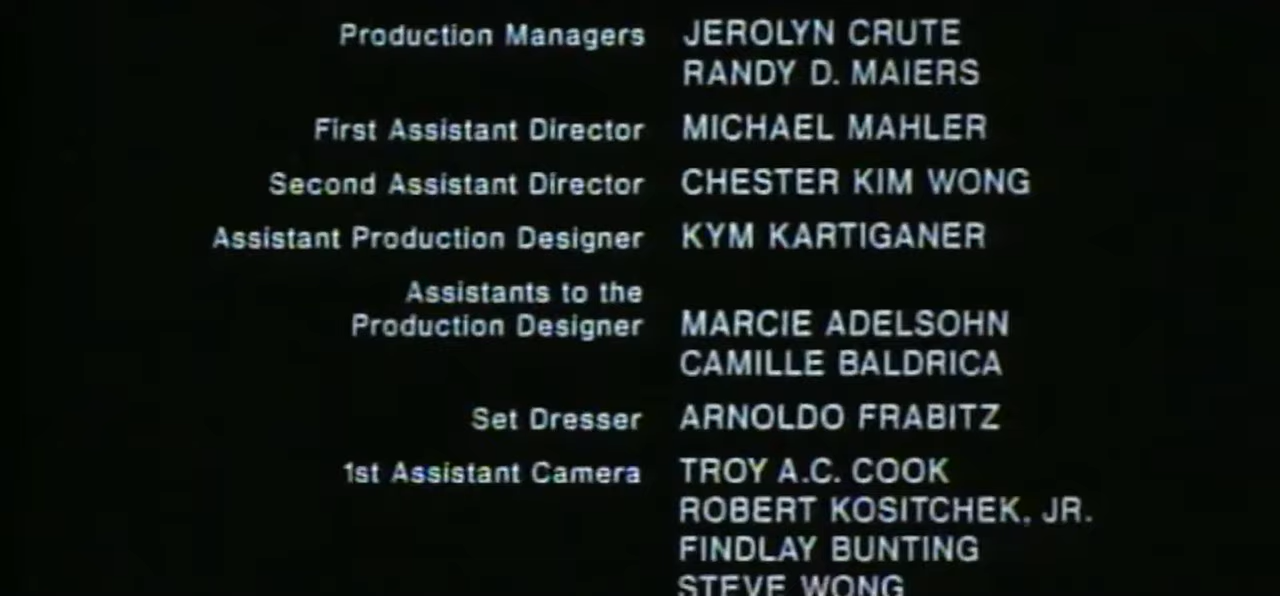 Production Managers JEROLYN CRUTE
RANDY D. MAIERS
First Assistant Director MICHAEL MAHLER
Second Assistant Director CHESTER KIM WONG
Assistant Production Designer KYM KARTIGANER
Assistants to the
Production Designer MARCIE ADELSOHN
CAMILLE BALDRICA
Set Dresser ARNOLDO FRABITZ
1st Assistant Camera TROY A.C. COOK
ROBERT KOSITCHEK, JR.
FINDLAY BUNTING
STEVE WONG